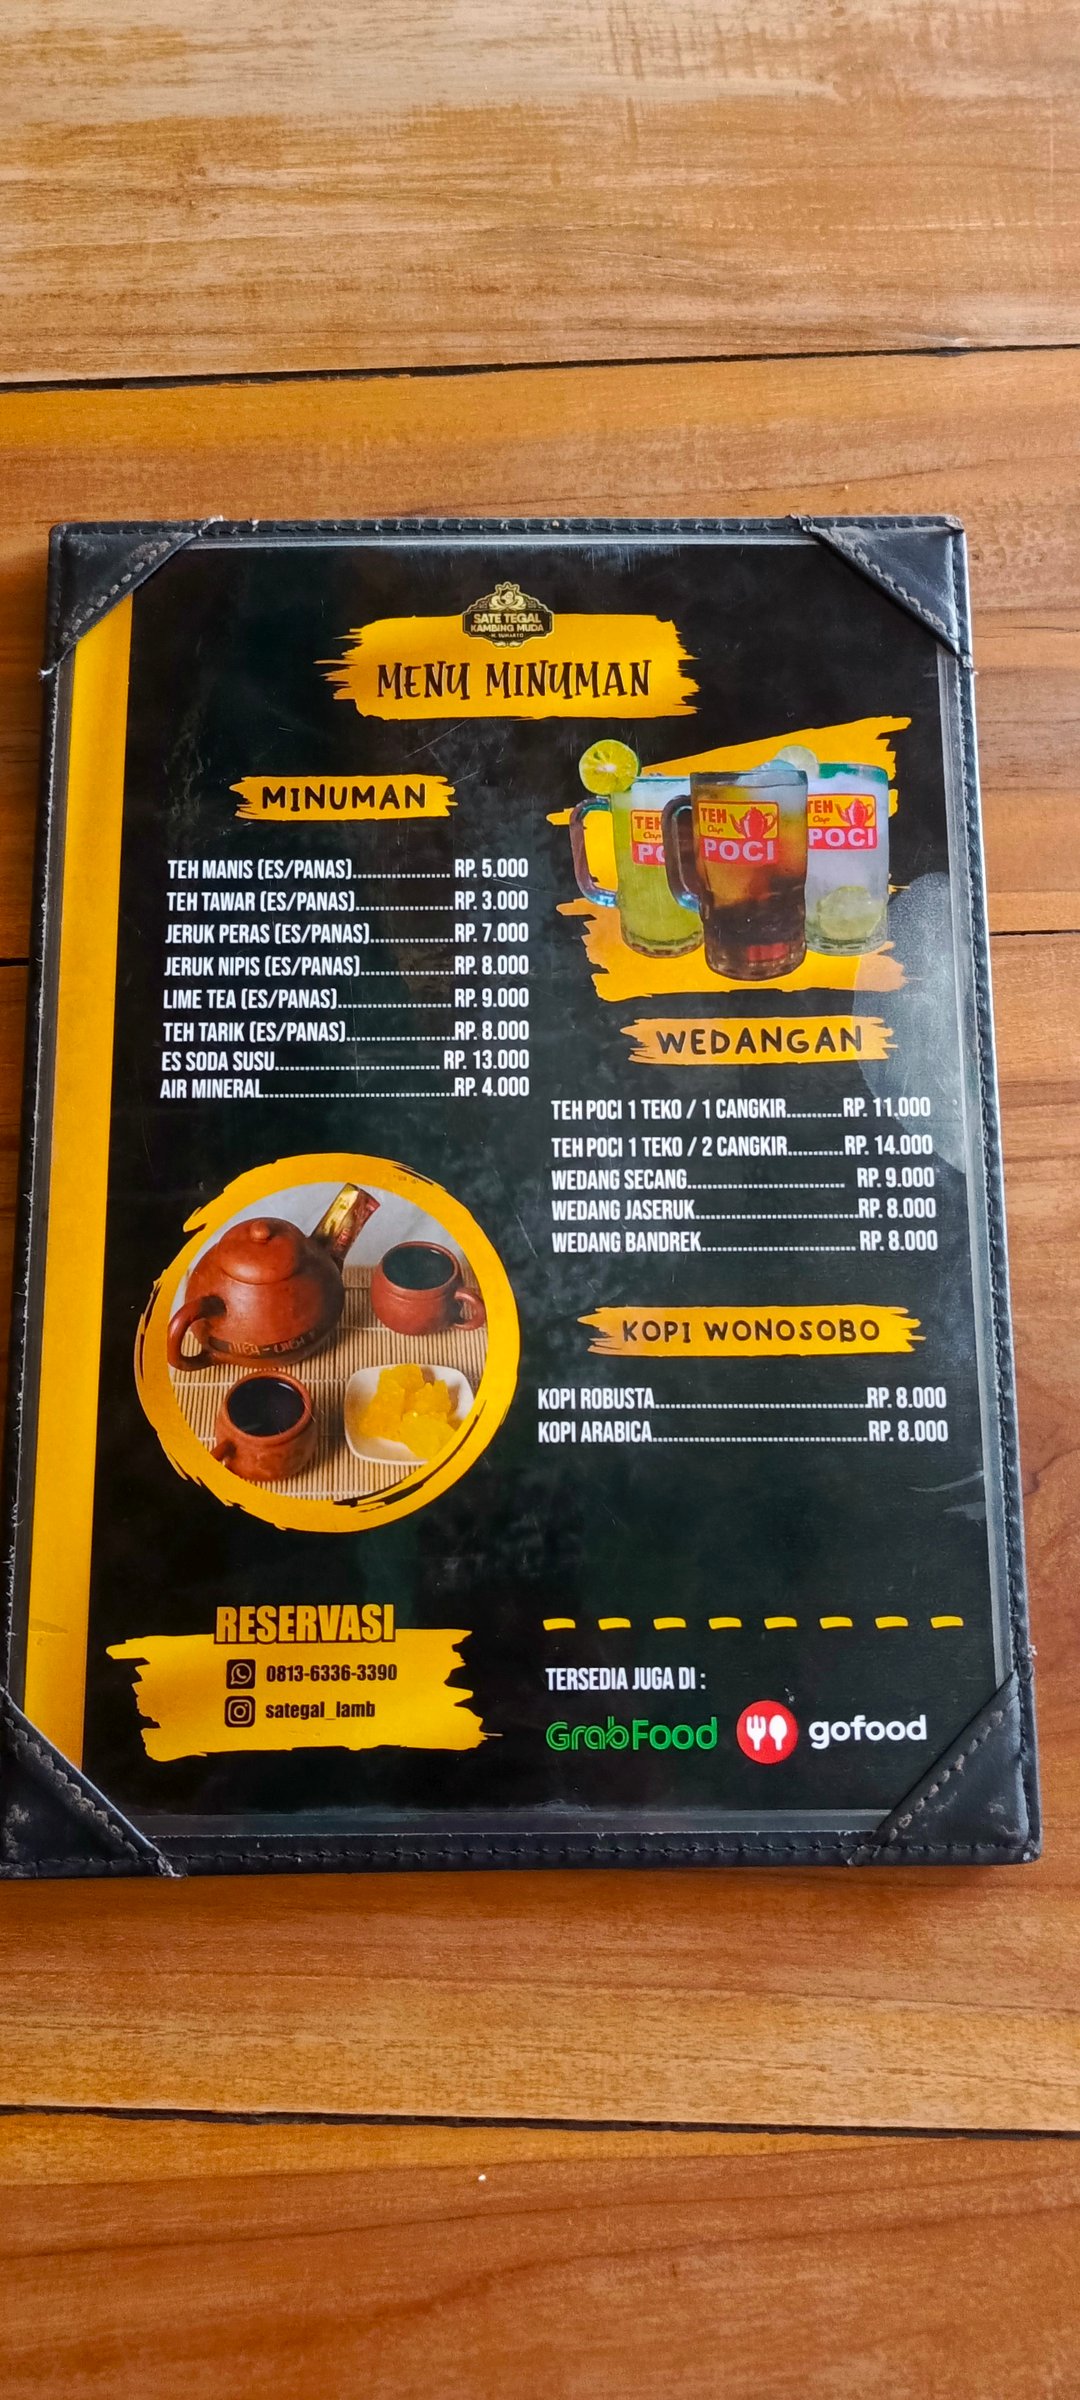 SATE TEGAL
KAMBING MUDA
H. SUHARTO
MENU MINUMAN
MINUMAN
TEH MANIS (ES/PANAS)................... RP. 5.000
TEH TAWAR (ES/PANAS)...................RP. 3.000
JERUK PERAS (ES/PANAS)................RP. 7.000
JERUK NIPIS (ES/PANAS)..................RP. 8.000
LIME TEA (ES/PANAS)....................... RP. 9.000
TEH TARIK (ES/PANAS).....................RP. 8.000
ES SODA SUSU................................ RP. 13.000
AIR MINERAL.....................................RP. 4.000
TEH
PO
TEH
Cap
POCI
TEH
Cap
POCI
WEDANGAN
TEH POCI 1 TEKO / 1 CANGKIR...........RP. 11.000
TEH POCI 1 TEKO / 2 CANGKIR...........RP. 14.000
WEDANG SECANG............................... RP. 9.000
WEDANG JASERUK................................RP. 8.000
WEDANG BANDREK.............................. RP. 8.000
KOPI WONOSOBO
KOPI ROBUSTA..........................................RP. 8.000
KOPI ARABICA..........................................RP. 8.000
RESERVASI
0813-6336-3390
sategal_lamb
TERSEDIA JUGA DI :
GrabFood gofood